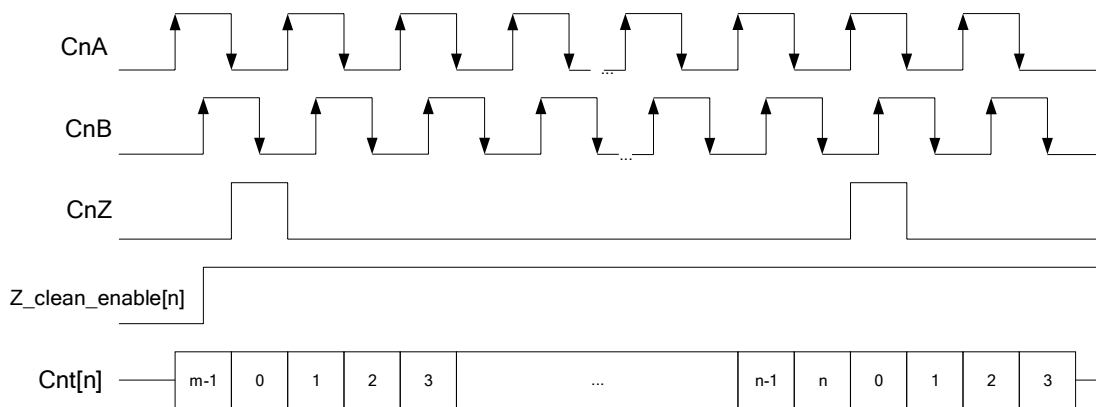 CnA
...
CnB
...
CnZ
Z_clean_enable[n]
Cnt[n] m-1 0 1 2 3 ... n-1 n 0 1 2 3